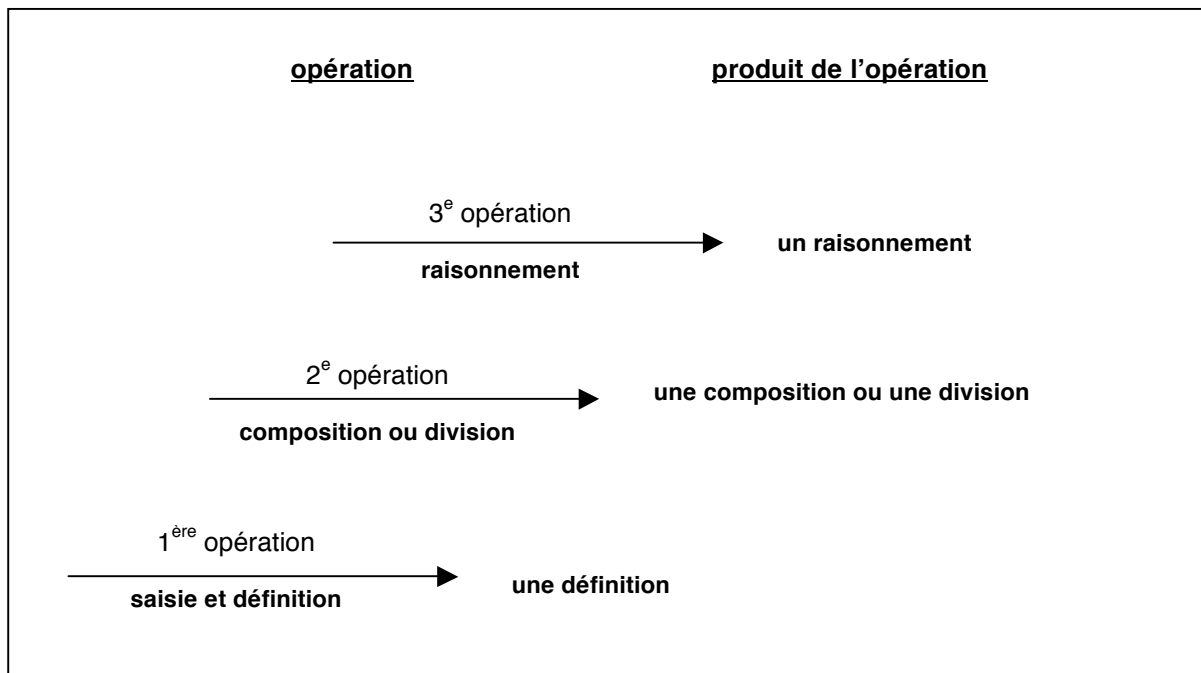 opération produit de l’opération
3e opération
raisonnement
un raisonnement
2e opération
composition ou division
une composition ou une division
1ère opération
saisie et définition
une définition